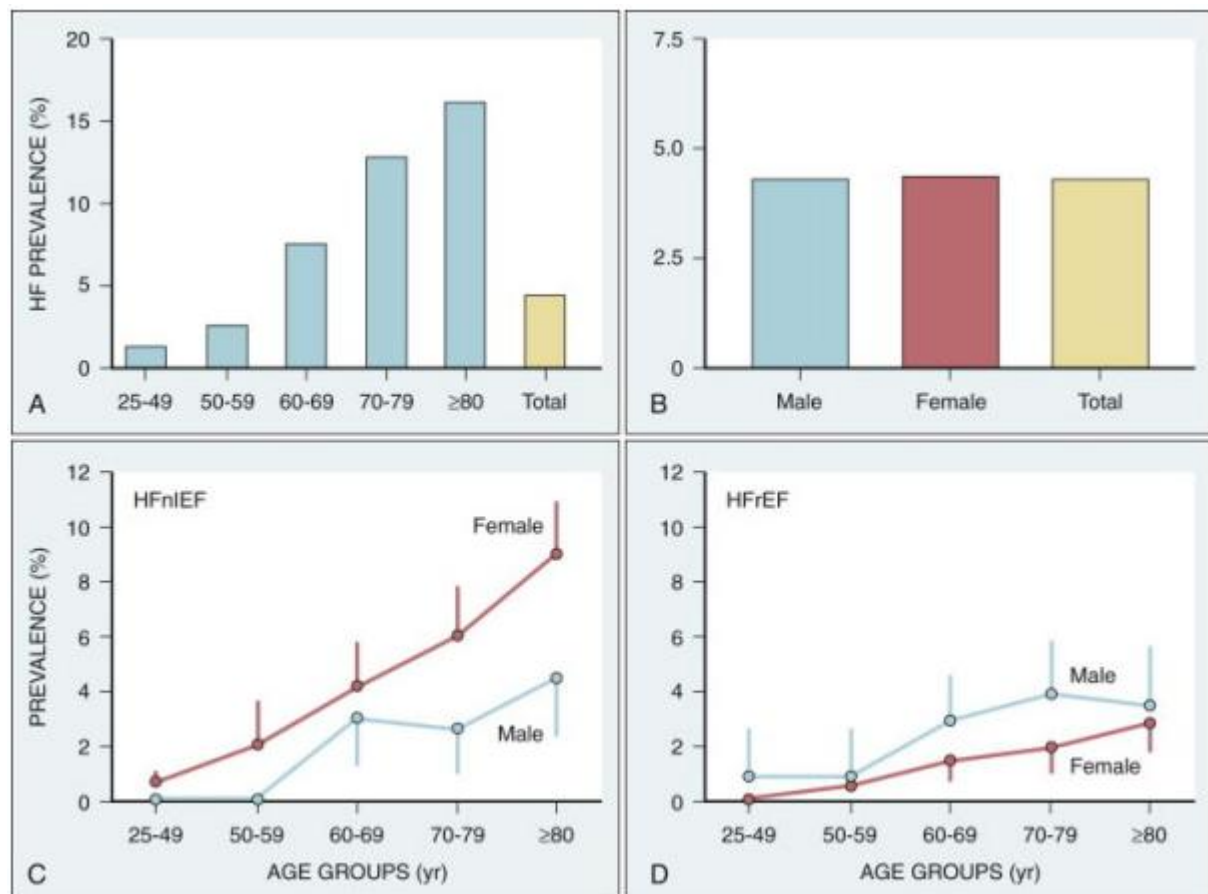 HF PREVALENCE (%)
20
15
10
5
0
25-49 50-59 60-69 70-79 ≥80 Total
A
7.5
5.0
2.5
0
Male Female Total
B
PREVALENCE (%)
12
10
8
6
4
2
0
HFnlEF
Female
Male
25-49 50-59 60-69 70-79 ≥80
AGE GROUPS (yr)
C
12
10
8
6
4
2
0
HFrEF
Male
Female
25-49 50-59 60-69 70-79 ≥80
AGE GROUPS (yr)
D